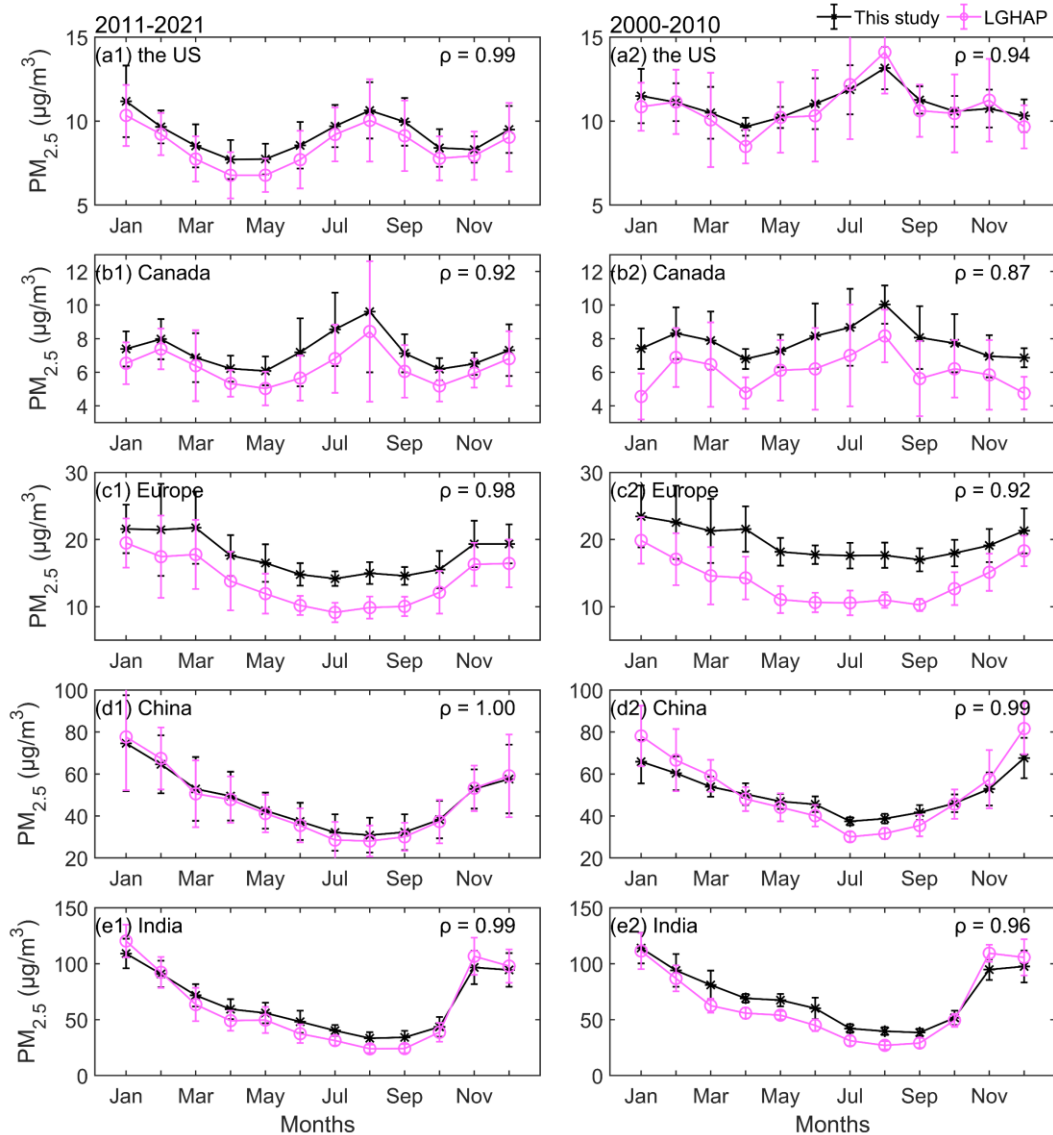 2011-2021
2000-2010
This study
LGHAP
(a1) the US
ρ = 0.99
15
10
5
PM2.5 (μg/m3)
Jan Mar May Jul Sep Nov
(a2) the US
ρ = 0.94
15
10
5
Jan Mar May Jul Sep Nov
(b1) Canada
ρ = 0.92
12
10
8
6
4
PM2.5 (μg/m3)
Jan Mar May Jul Sep Nov
(b2) Canada
ρ = 0.87
12
10
8
6
4
Jan Mar May Jul Sep Nov
(c1) Europe
ρ = 0.98
30
20
10
PM2.5 (μg/m3)
Jan Mar May Jul Sep Nov
(c2) Europe
ρ = 0.92
30
20
10
Jan Mar May Jul Sep Nov
(d1) China
ρ = 1.00
100
80
60
40
20
PM2.5 (μg/m3)
Jan Mar May Jul Sep Nov
(d2) China
ρ = 0.99
100
80
60
40
20
Jan Mar May Jul Sep Nov
(e1) India
ρ = 0.99
150
100
50
0
PM2.5 (μg/m3)
Jan Mar May Jul Sep Nov
Months
(e2) India
ρ = 0.96
150
100
50
0
Jan Mar May Jul Sep Nov
Months